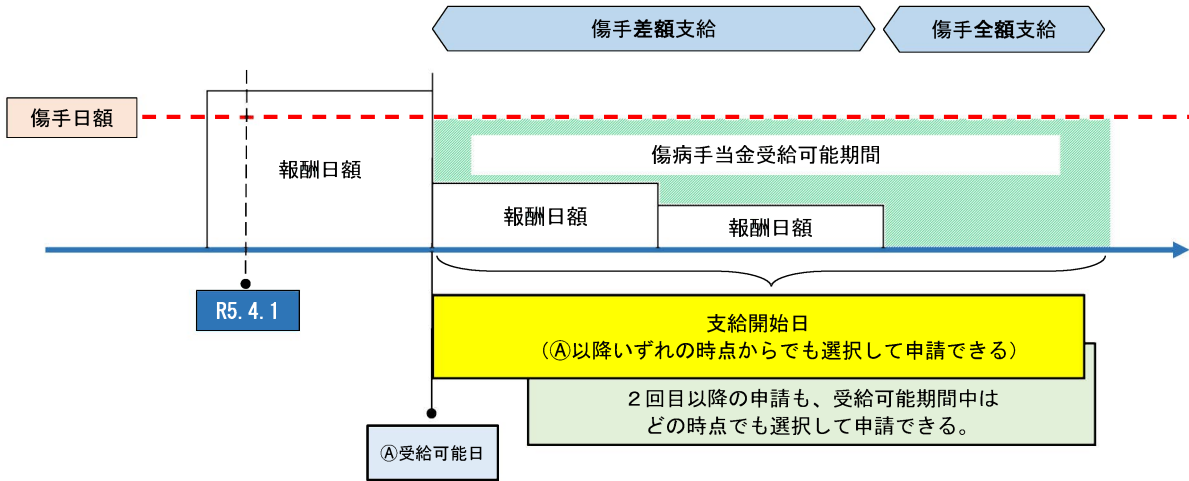 傷手差額支給
傷手全額支給
傷手日額
報酬日額
傷病手当金受給可能期間
報酬日額
報酬日額
R5.4.1
支給開始日
（Ⓐ以降いずれの時点からでも選択して申請できる）
２回目以降の申請も、受給可能期間中は
どの時点でも選択して申請できる。
Ⓐ受給可能日